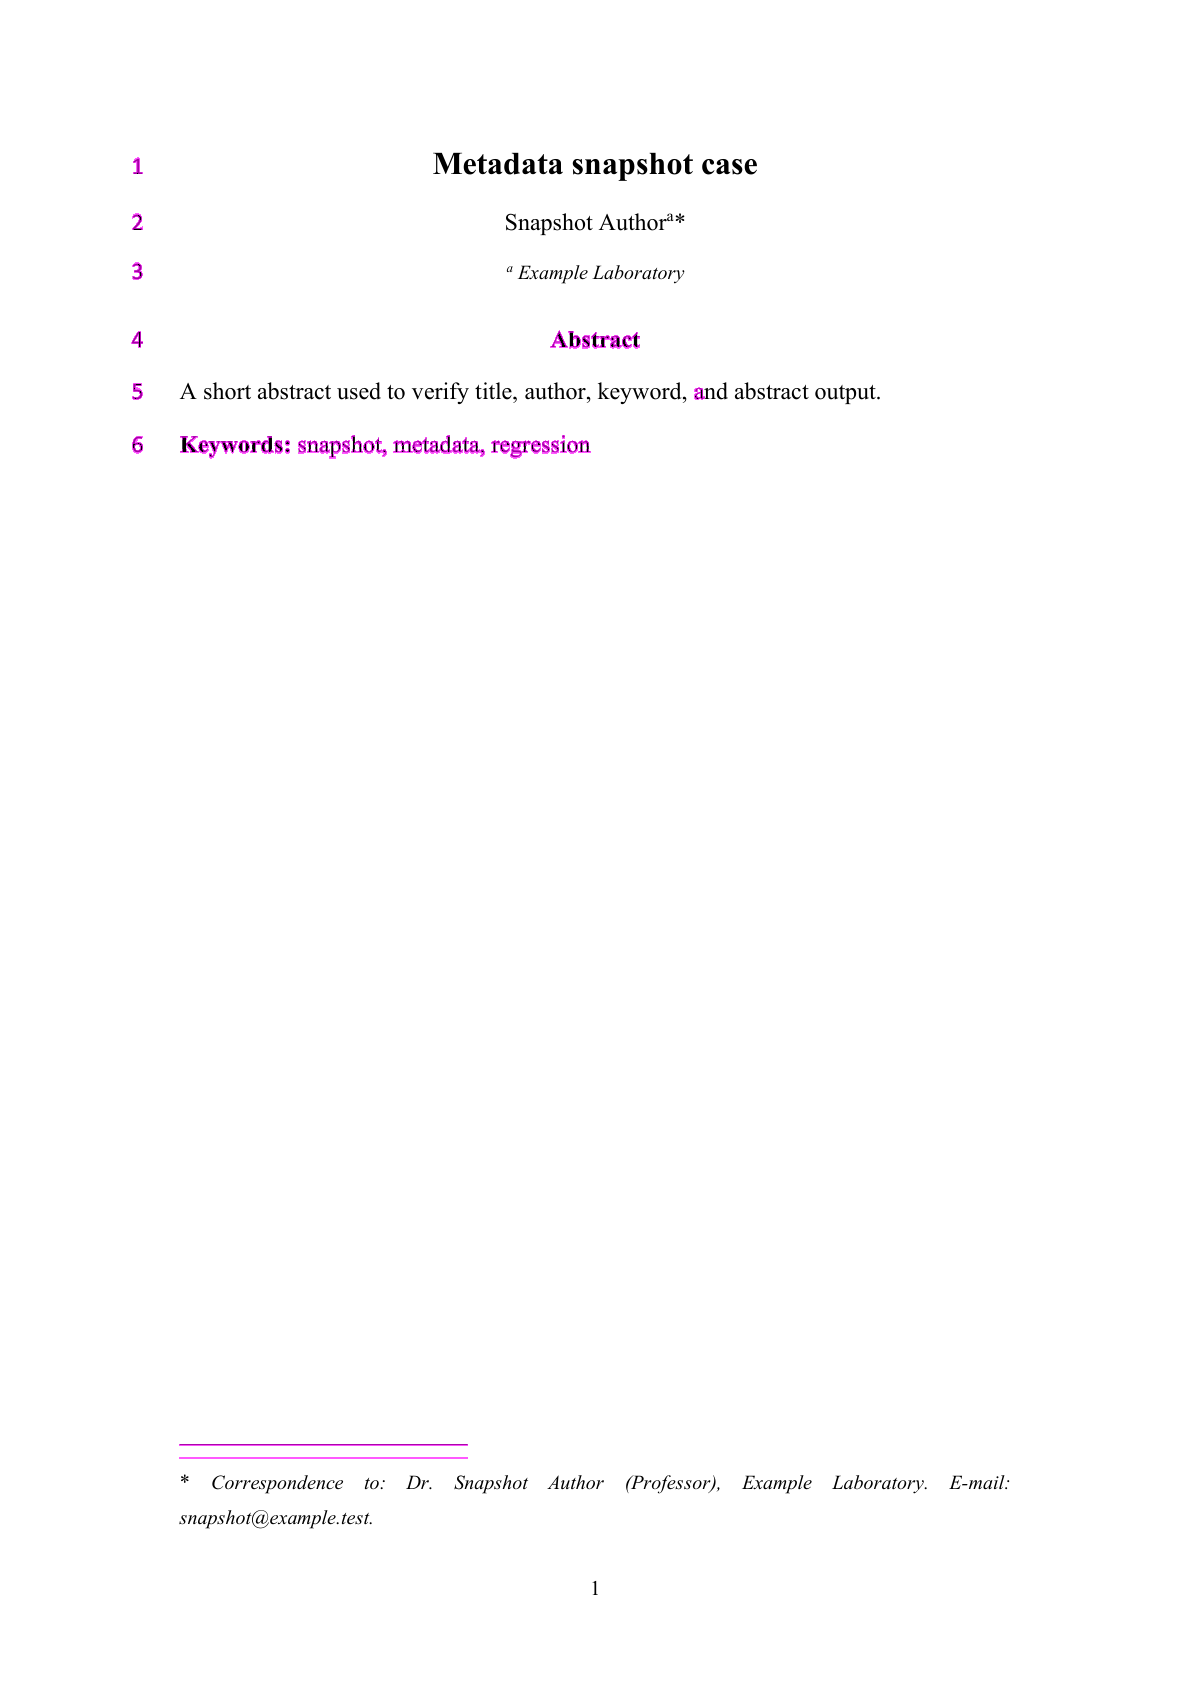 1 Metadata snapshot case
2 Snapshot Authorᵃ*
3 ᵃ Example Laboratory
4 Abstract
5 A short abstract used to verify title, author, keyword, and abstract output.
6 Keywords: snapshot, metadata, regression
* Correspondence to: Dr. Snapshot Author (Professor), Example Laboratory. E-mail:
snapshot@example.test.
1